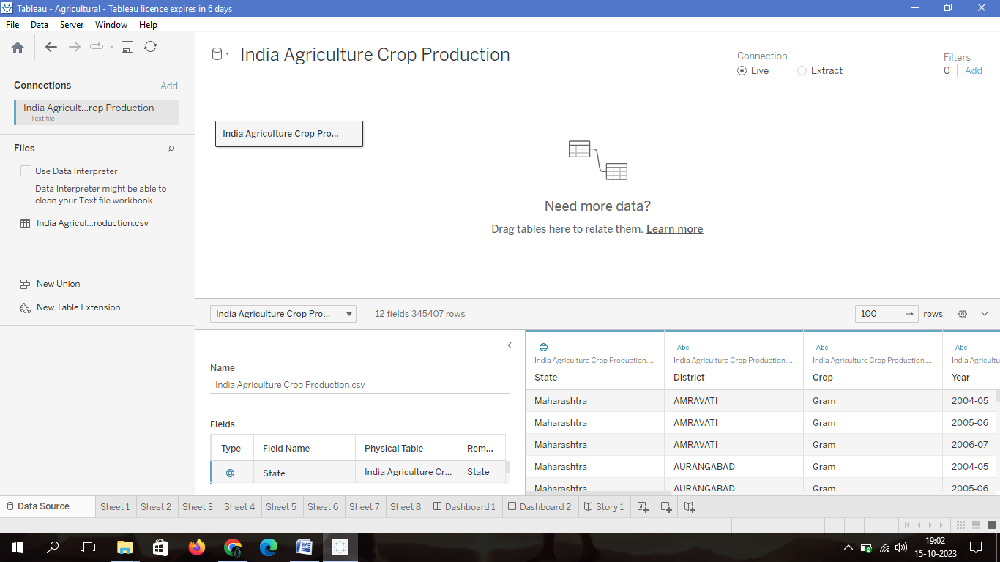 Tableau - Agricultural - Tableau licence expires in 6 days
File Data Server Window Help
Connections Add
India Agricult...rop Production
Text file
Files
Use Data Interpreter
Data Interpreter might be able to
clean your Text file workbook.
India Agricul...roduction.csv
New Union
New Table Extension
India Agriculture Crop Production
Connection
Live Extract
Filters
0 Add
India Agriculture Crop Pro...
Need more data?
Drag tables here to relate them. Learn more
India Agriculture Crop Pro... 12 fields 345407 rows 100 rows
Name
India Agriculture Crop Production.csv
Fields
Type Field Name Physical Table Rem...
State India Agriculture Cr... State
Abc Abc Abc
India Agriculture Crop Production.... India Agriculture Crop Production.... India Agriculture Crop Production.... India Agricultu
State District Crop Year
Maharashtra AMRAVATI Gram 2004-05
Maharashtra AMRAVATI Gram 2005-06
Maharashtra AMRAVATI Gram 2006-07
Maharashtra AURANGABAD Gram 2004-05
Maharashtra AURANGABAD Gram 2005-06
Data Source Sheet 1 Sheet 2 Sheet 3 Sheet 4 Sheet 5 Sheet 6 Sheet 7 Sheet 8 Dashboard 1 Dashboard 2 Story 1
19:02
15-10-2023